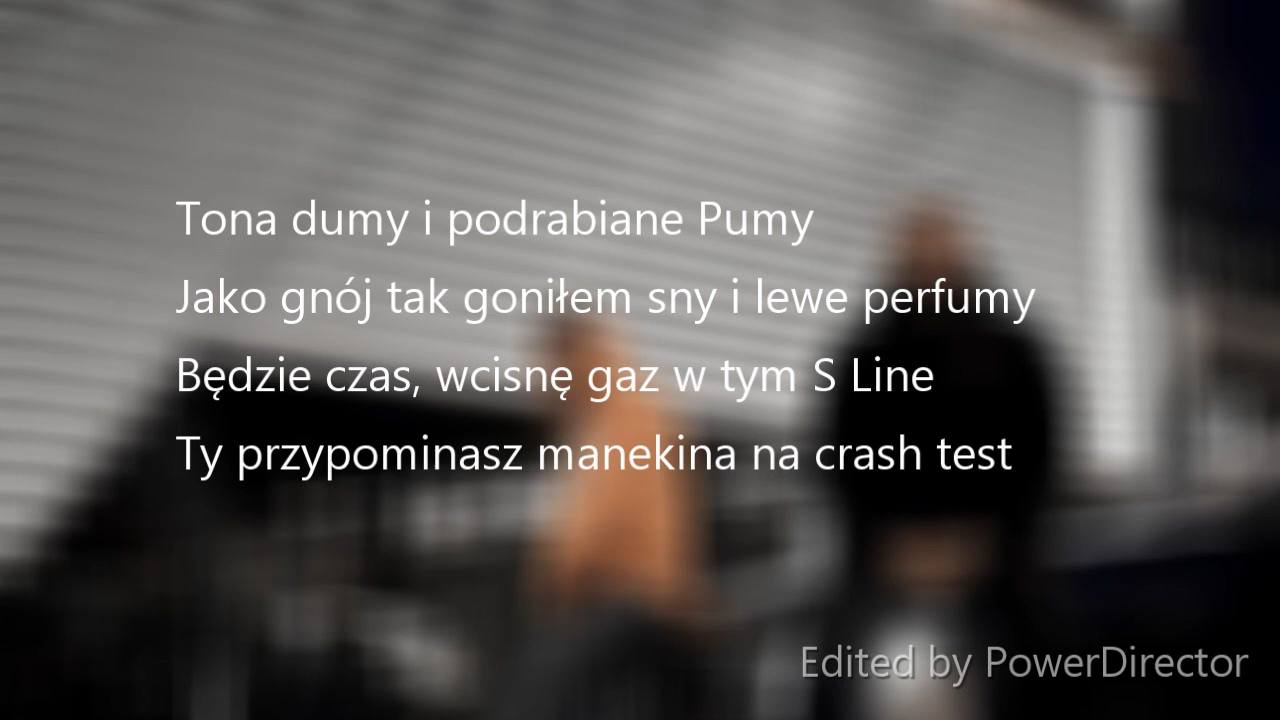 Tona dumy i podrabiane Pumy
Jako gnój tak goniłem sny i lewe perfumy
Będzie czas, wcisnę gaz w tym S Line
Ty przypominasz manekina na crash test
Edited by PowerDirector